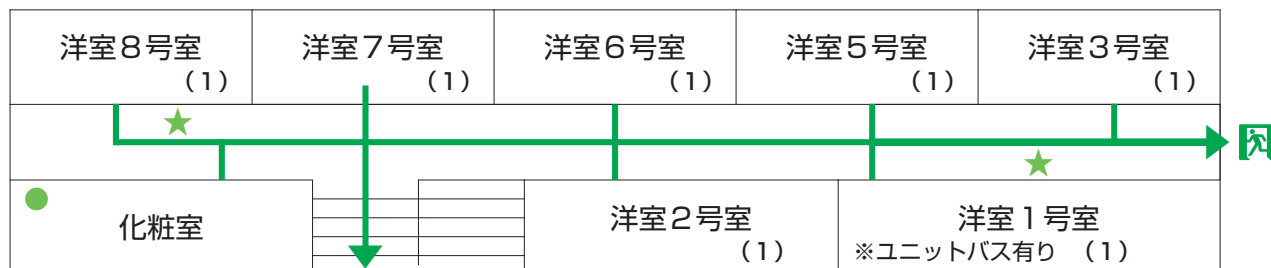 洋室８号室
（１）
洋室７号室
（１）
洋室６号室
（１）
洋室５号室
（１）
洋室３号室
（１）
化粧室
洋室２号室
（１）
洋室１号室
※ユニットバス有り （１）